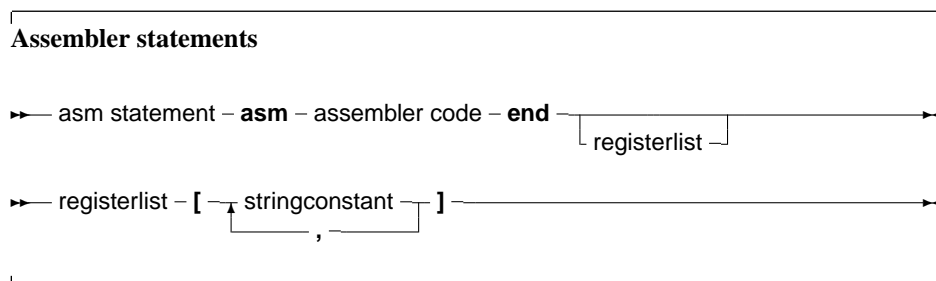 Assembler statements
asm statement – asm – assembler code – end
registerlist
registerlist – [ stringconstant ]
,